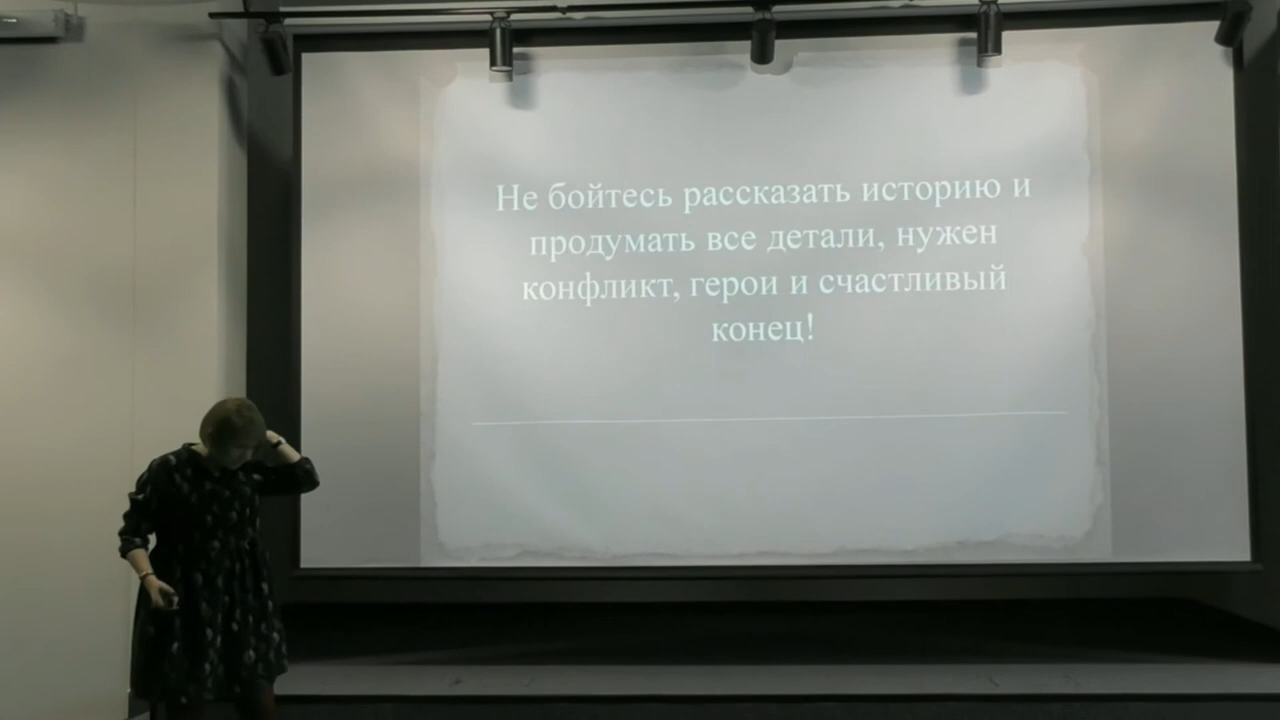 Не бойтесь рассказать историю и
продумать все детали, нужен
конфликт, герои и счастливый
конец!